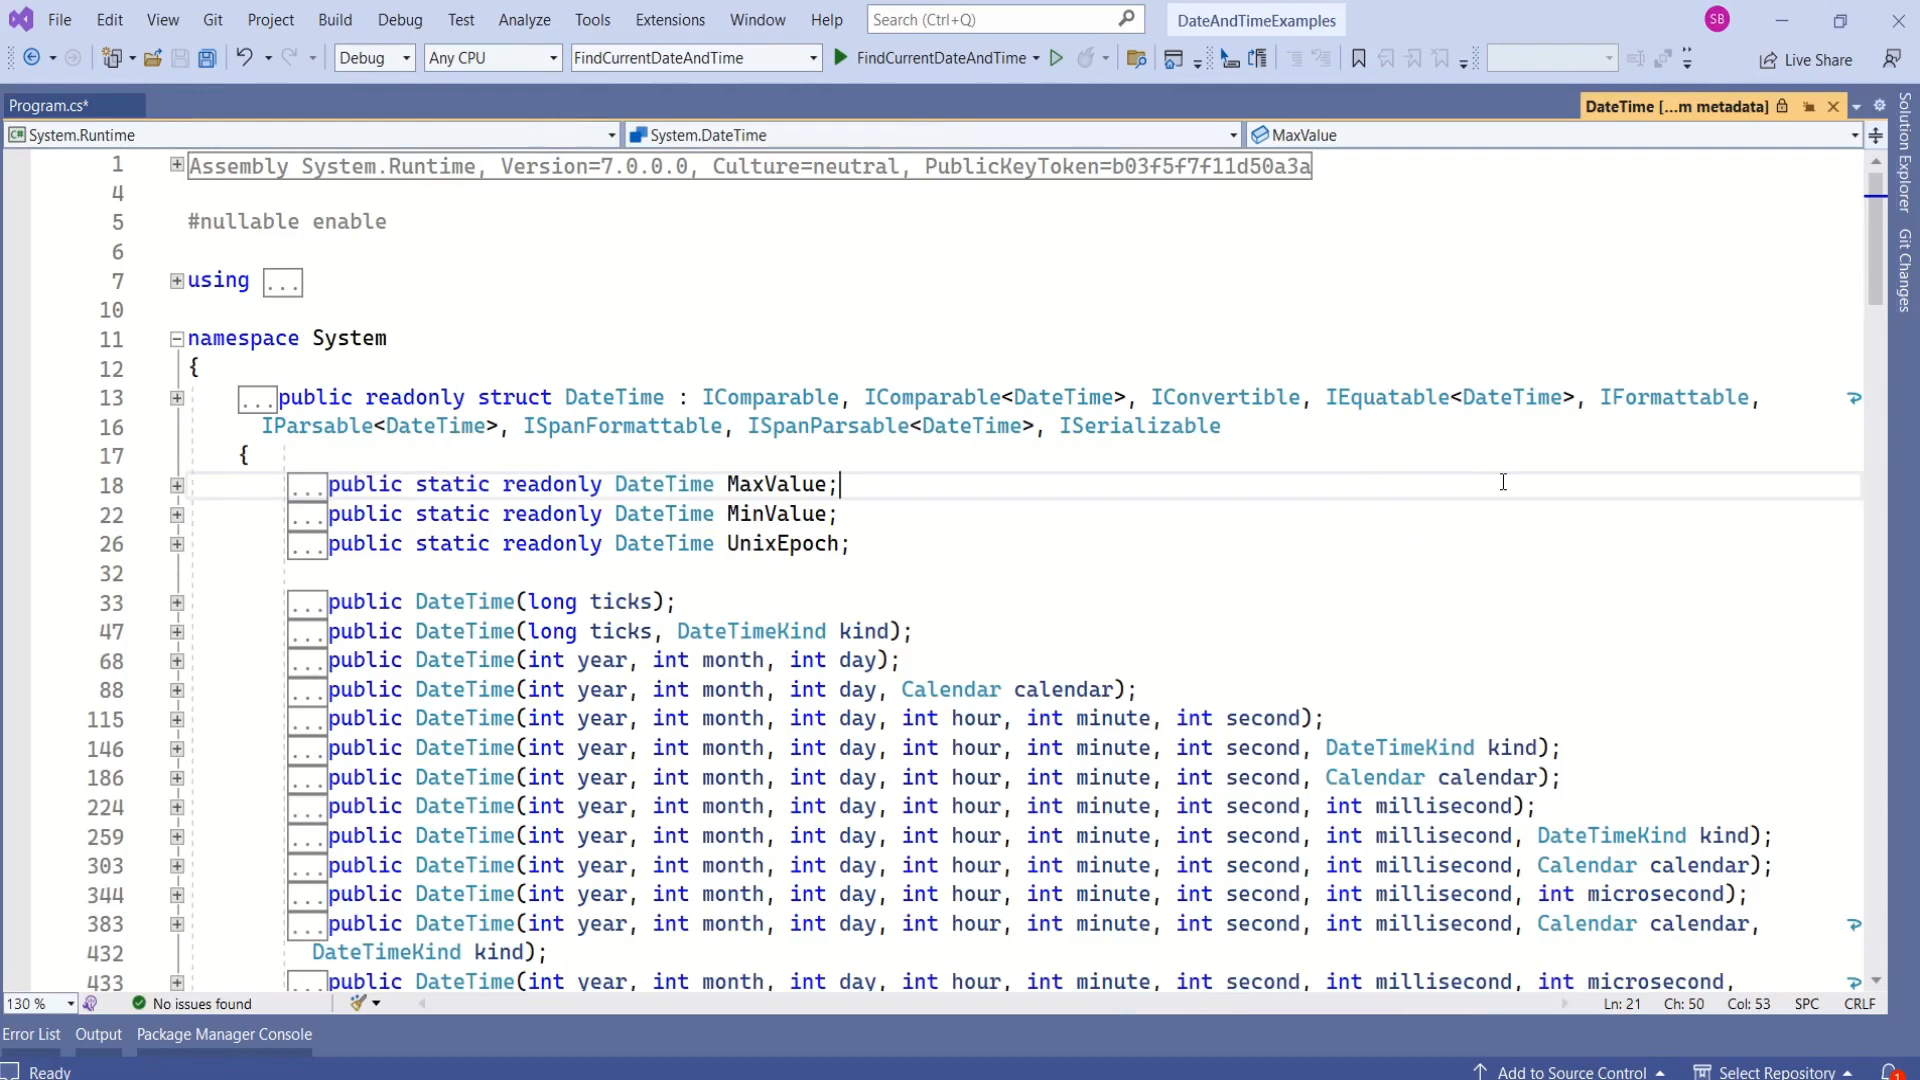 File Edit View Git Project Build Debug Test Analyze Tools Extensions Window Help Search (Ctrl+Q) DateAndTimeExamples SB
Debug Any CPU FindCurrentDateAndTime FindCurrentDateAndTime Live Share
Program.cs* DateTime [...m metadata]
System.Runtime System.DateTime MaxValue
1 Assembly System.Runtime, Version=7.0.0.0, Culture=neutral, PublicKeyToken=b03f5f7f11d50a3a
4
5 #nullable enable
6
7 using ...
10
11 namespace System
12 {
13 ...public readonly struct DateTime : IComparable, IComparable<DateTime>, IConvertible, IEquatable<DateTime>, IFormattable,
16 IParsable<DateTime>, ISpanFormattable, ISpanParsable<DateTime>, ISerializable
17 {
18 ...public static readonly DateTime MaxValue;
22 ...public static readonly DateTime MinValue;
26 ...public static readonly DateTime UnixEpoch;
32
33 ...public DateTime(long ticks);
47 ...public DateTime(long ticks, DateTimeKind kind);
68 ...public DateTime(int year, int month, int day);
88 ...public DateTime(int year, int month, int day, Calendar calendar);
115 ...public DateTime(int year, int month, int day, int hour, int minute, int second);
146 ...public DateTime(int year, int month, int day, int hour, int minute, int second, DateTimeKind kind);
186 ...public DateTime(int year, int month, int day, int hour, int minute, int second, Calendar calendar);
224 ...public DateTime(int year, int month, int day, int hour, int minute, int second, int millisecond);
259 ...public DateTime(int year, int month, int day, int hour, int minute, int second, int millisecond, DateTimeKind kind);
303 ...public DateTime(int year, int month, int day, int hour, int minute, int second, int millisecond, Calendar calendar);
344 ...public DateTime(int year, int month, int day, int hour, int minute, int second, int millisecond, int microsecond);
383 ...public DateTime(int year, int month, int day, int hour, int minute, int second, int millisecond, Calendar calendar,
432 DateTimeKind kind);
433 ...public DateTime(int year, int month, int day, int hour, int minute, int second, int millisecond, int microsecond,
130 % No issues found Ln: 21 Ch: 50 Col: 53 SPC CRLF
Error List Output Package Manager Console
Ready Add to Source Control Select Repository 1
Solution Explorer
Git Changes